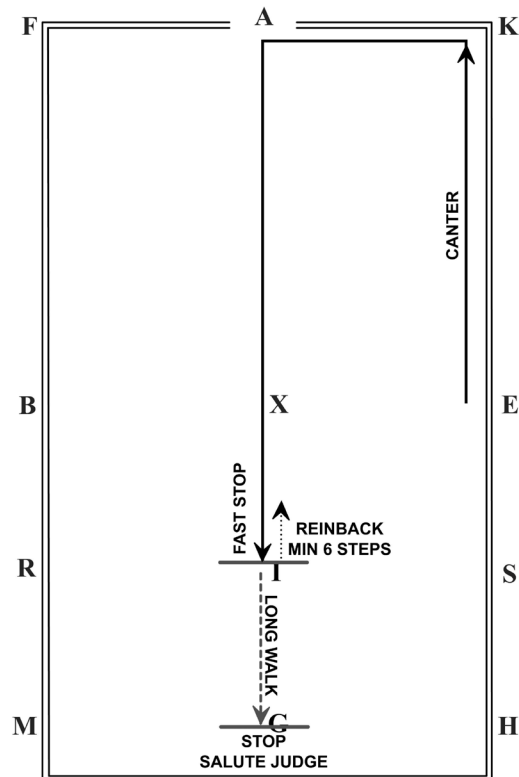 F A K
CANTER
B X E
FAST STOP
REINBACK
MIN 6 STEPS
R I S
LONG WALK
M G H
STOP
SALUTE JUDGE